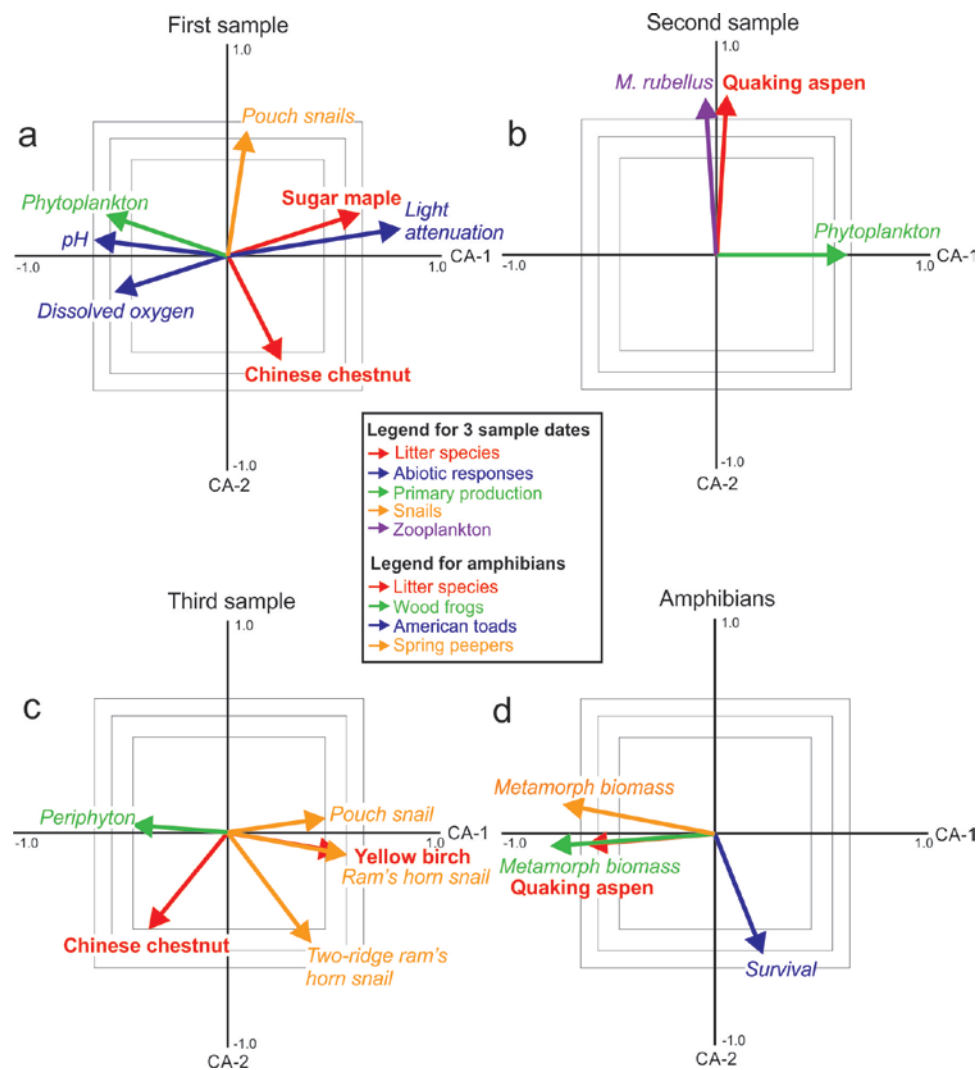 First sample
1.0
a
Pouch snails
Phytoplankton
Sugar maple
Light
attenuation
pH
-1.0
1.0
CA-1
Dissolved oxygen
Chinese chestnut
-1.0
CA-2
Second sample
1.0
b
M. rubellus
Quaking aspen
Phytoplankton
-1.0
1.0
CA-1
-1.0
CA-2
Legend for 3 sample dates
Litter species
Abiotic responses
Primary production
Snails
Zooplankton
Legend for amphibians
Litter species
Wood frogs
American toads
Spring peepers
Third sample
1.0
c
Periphyton
Pouch snail
-1.0
1.0
CA-1
Yellow birch
Ram's horn snail
Chinese chestnut
Two-ridge ram's
horn snail
-1.0
CA-2
Amphibians
1.0
d
Metamorph biomass
-1.0
1.0
CA-1
Metamorph biomass
Quaking aspen
Survival
-1.0
CA-2